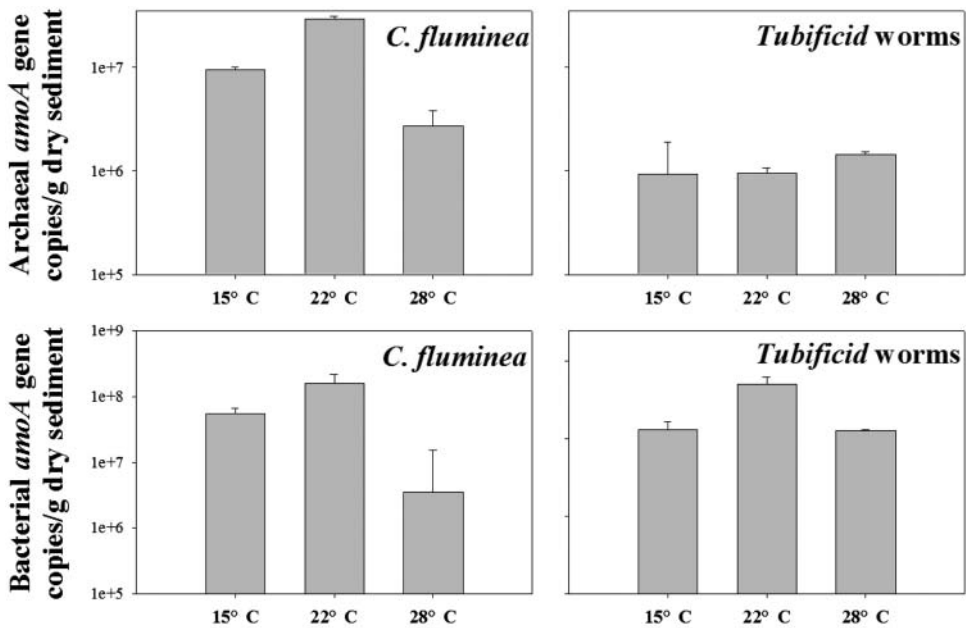 Archaeal amoA gene
copies/g dry sediment
C. fluminea
Tubificid worms
1e+7
1e+6
1e+5
15° C 22° C 28° C
15° C 22° C 28° C
Bacterial amoA gene
copies/g dry sediment
C. fluminea
Tubificid worms
1e+9
1e+8
1e+7
1e+6
1e+5
15° C 22° C 28° C
15° C 22° C 28° C